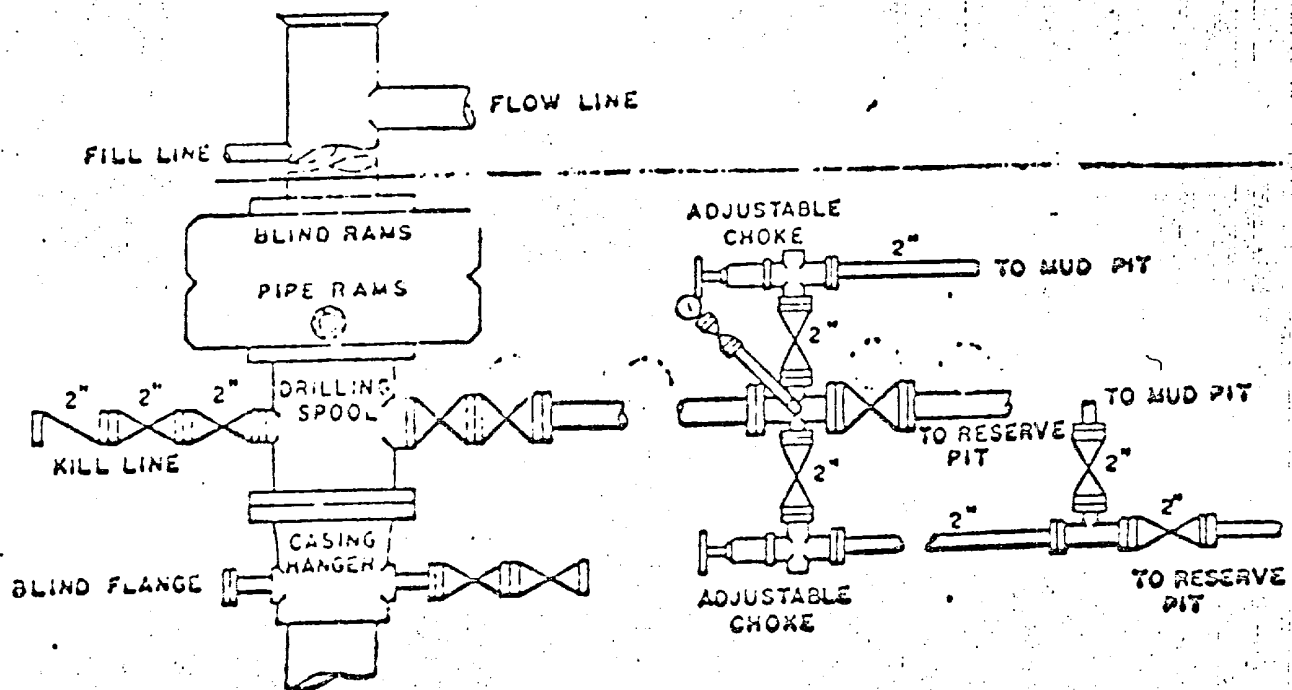 FLOW LINE
FILL LINE
BLIND RAMS
PIPE RAMS
ADJUSTABLE
CHOKE
2"
TO MUD PIT
2"
2" 2" 2"
DRILLING
SPOOL
KILL LINE
TO RESERVE
PIT
TO MUD PIT
2"
2"
2" 2"
CASING
HANGER
BLIND FLANGE
ADJUSTABLE
CHOKE
TO RESERVE
PIT